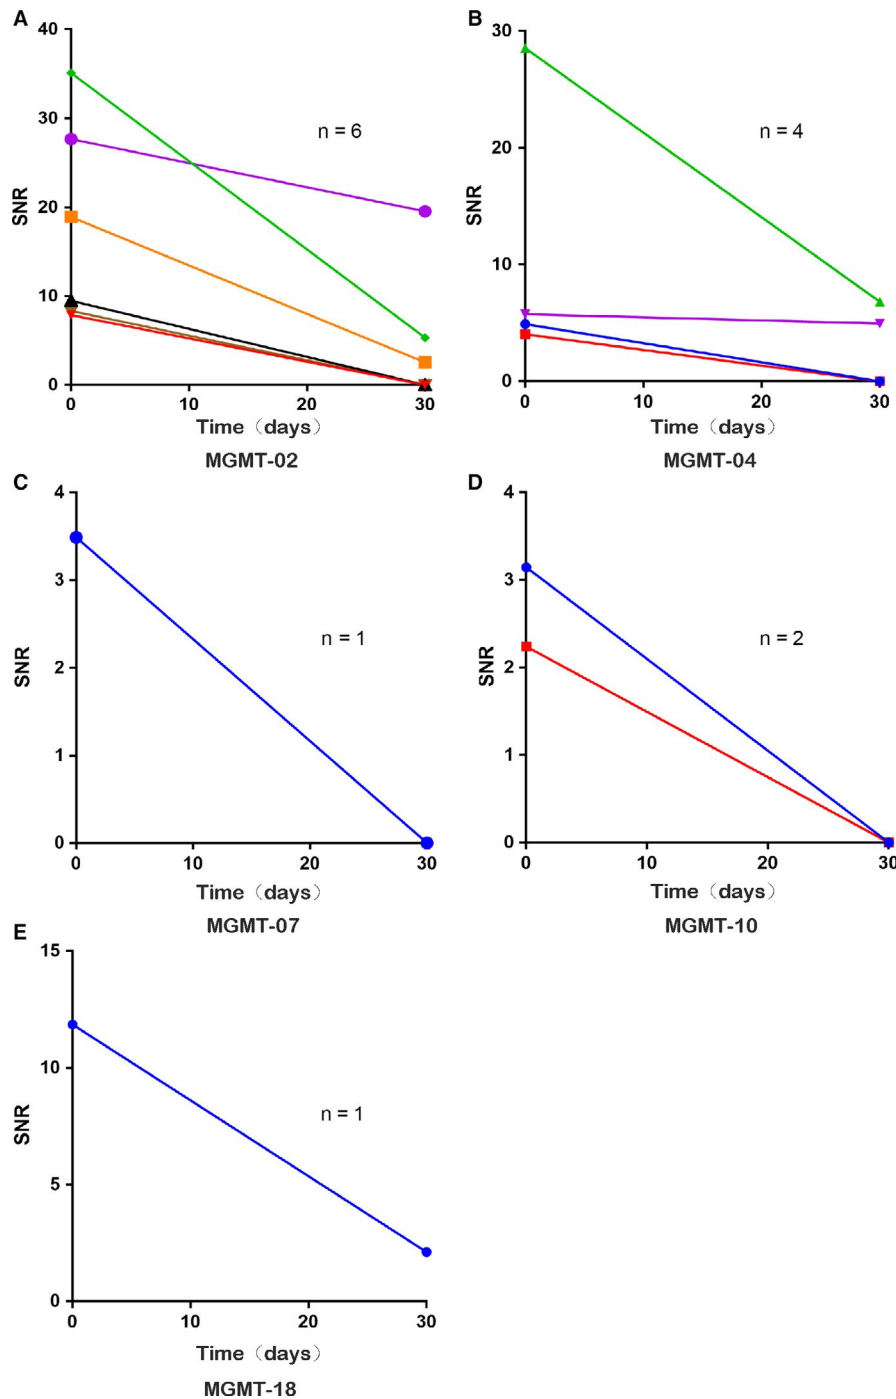 A
40
30
20
10
0
SNR
n = 6
0 10 20 30
Time（days）
MGMT-02
B
30
20
10
0
SNR
n = 4
0 10 20 30
Time（days）
MGMT-04
C
4
3
2
1
0
SNR
n = 1
0 10 20 30
Time（days）
MGMT-07
D
4
3
2
1
0
SNR
n = 2
0 10 20 30
Time（days）
MGMT-10
E
15
10
5
0
SNR
n = 1
0 10 20 30
Time（days）
MGMT-18